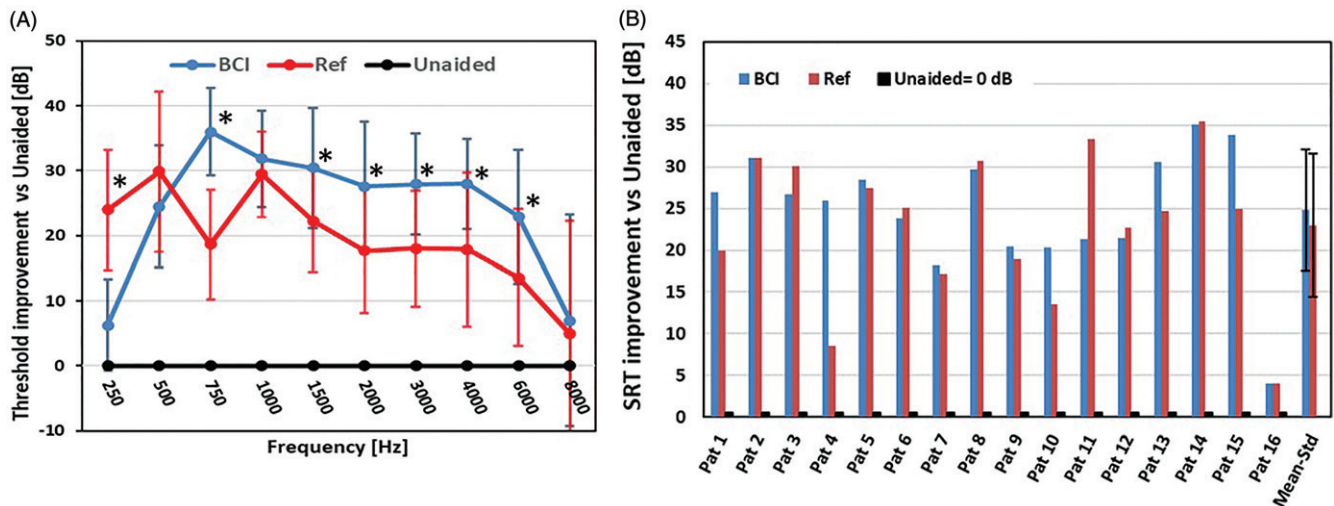 (A)
Threshold improvement vs Unaided [dB]
50
40
30
20
10
0
-10
BCI Ref Unaided
*
*
*
*
*
*
*
250 500 750 1000 1500 2000 3000 4000 6000 8000
Frequency [Hz]
(B)
SRT improvement vs Unaided [dB]
45
40
35
30
25
20
15
10
5
0
BCI Ref Unaided= 0 dB
Pat 1 Pat 2 Pat 3 Pat 4 Pat 5 Pat 6 Pat 7 Pat 8 Pat 9 Pat 10 Pat 11 Pat 12 Pat 13 Pat 14 Pat 15 Pat 16 Mean-Std